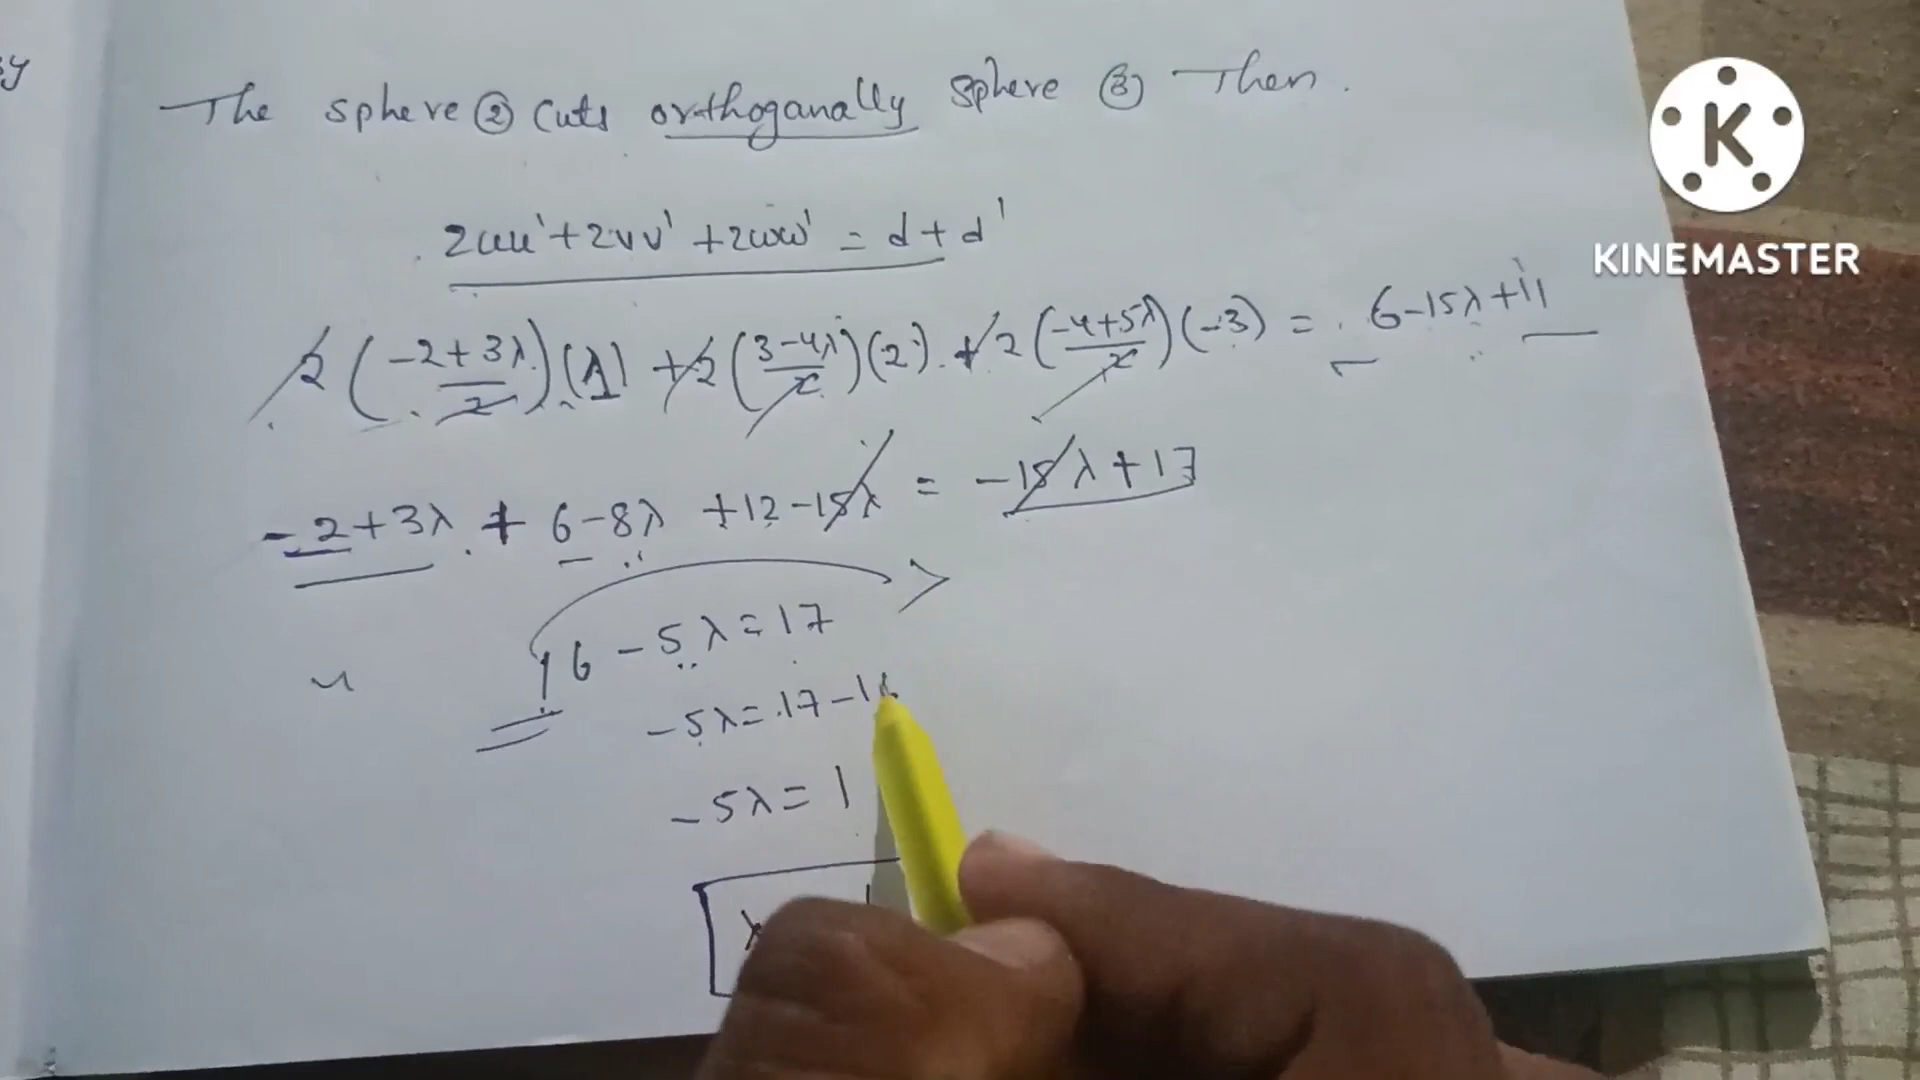 The sphere ② cuts orthoganally sphere ③ Then.
2uu'+2vv'+2ww' = d+d'
2(-2+3λ/2)(1) + 2(3-4λ/2)(2) + 2(-4+5λ/2)(-3) = 6-15λ+11
-2+3λ + 6-8λ +12-15λ = -15λ+17
16-5λ=17
-5λ=17-16
-5λ=1
K
KINEMASTER